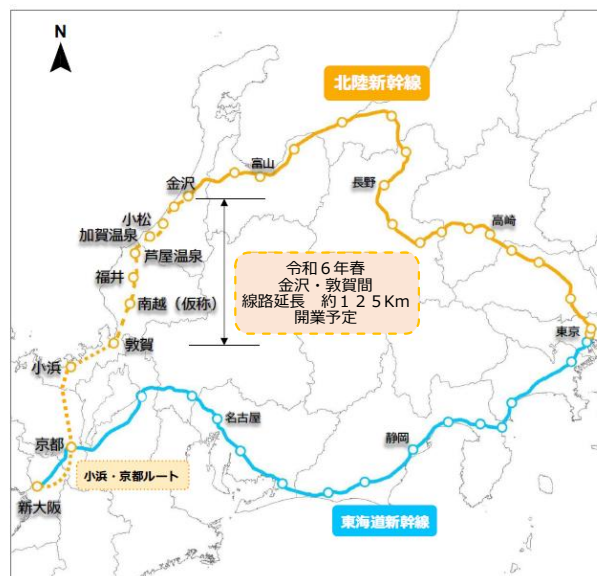 N
北陸新幹線
富山
金沢
長野
小松
加賀温泉
高崎
芦屋温泉
令和６年春
金沢・敦賀間
線路延長　約１２５Km
開業予定
福井
南越（仮称）
東京
敦賀
小浜
名古屋
京都
静岡
小浜・京都ルート
新大阪
東海道新幹線